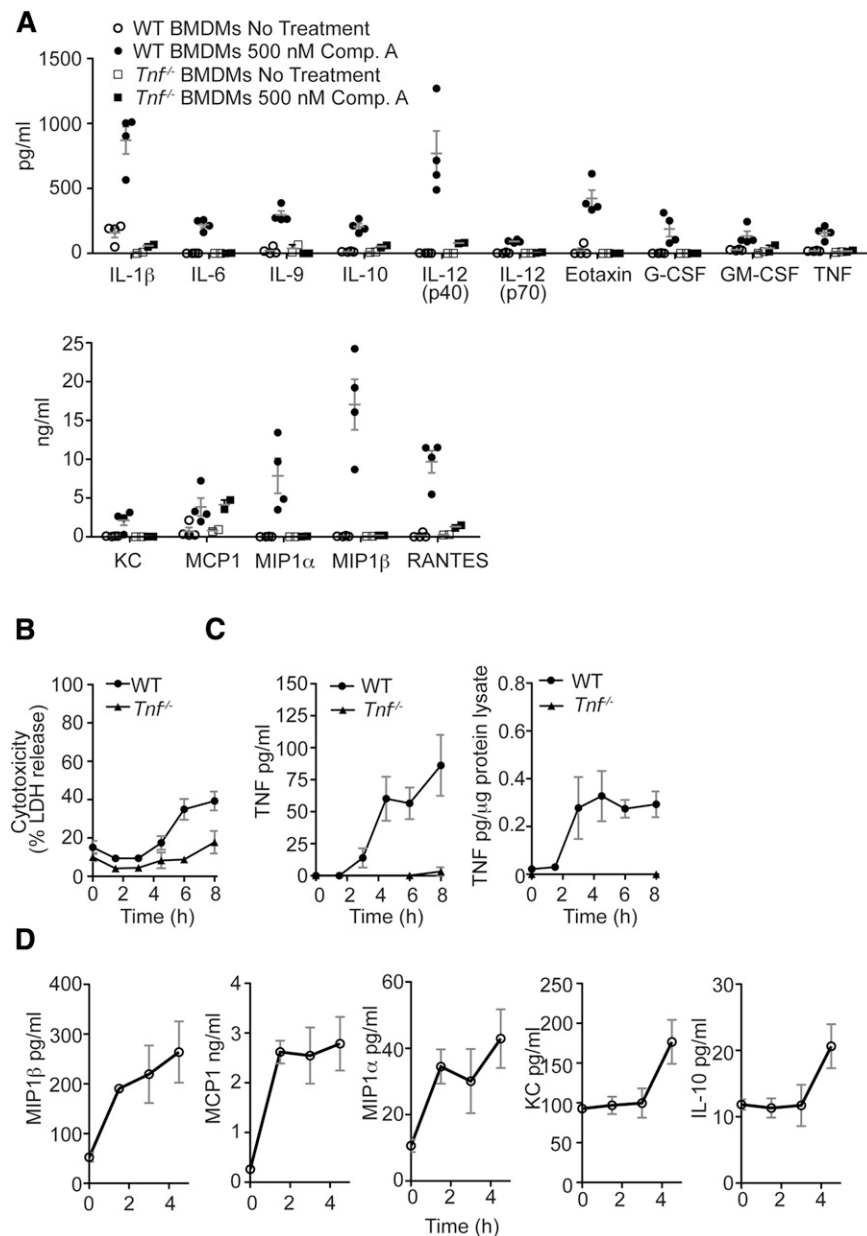 A
WT BMDMs No Treatment
WT BMDMs 500 nM Comp. A
Tnf-/- BMDMs No Treatment
Tnf-/- BMDMs 500 nM Comp. A
1500
1000
500
0
pg/ml
IL-1β IL-6 IL-9 IL-10 IL-12 (p40) IL-12 (p70) Eotaxin G-CSF GM-CSF TNF
25
20
15
10
5
0
ng/ml
KC MCP1 MIP1α MIP1β RANTES
B
WT
Tnf-/-
100
80
60
40
20
0
Cytotoxicity
(% LDH release)
0 2 4 6 8
Time (h)
C
WT
Tnf-/-
150
125
100
75
50
25
0
TNF pg/ml
0 2 4 6 8
Time (h)
WT
Tnf-/-
0.8
0.6
0.4
0.2
0
TNF pg/μg protein lysate
0 2 4 6 8
Time (h)
D
400
300
200
100
0
MIP1β pg/ml
0 2 4
4
3
2
1
0
MCP1 ng/ml
0 2 4
60
40
20
0
MIP1α pg/ml
0 2 4
250
200
150
100
50
0
KC pg/ml
0 2 4
30
20
10
0
IL-10 pg/ml
0 2 4
Time (h)